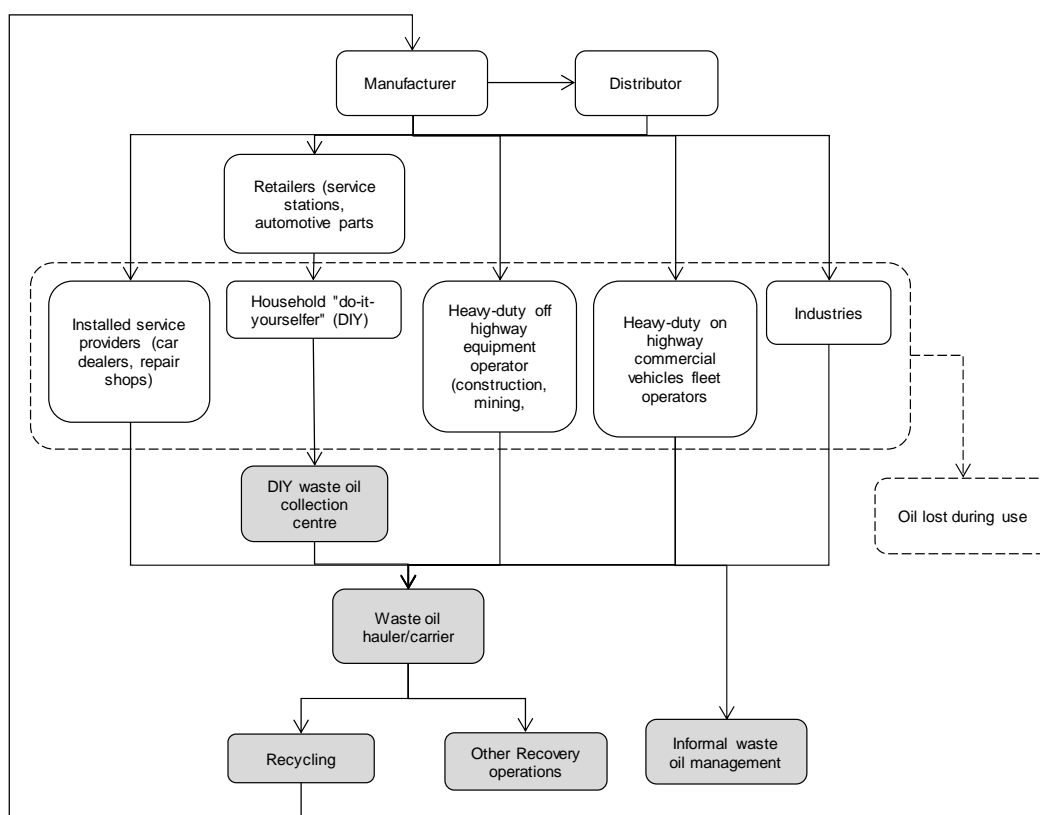 Manufacturer
Distributor
Retailers (service
stations,
automotive parts
Installed service
providers (car
dealers, repair
shops)
Household "do-it-
yourselfer" (DIY)
Heavy-duty off
highway
equipment
operator
(construction,
mining,
Heavy-duty on
highway
commercial
vehicles fleet
operators
Industries
DIY waste oil
collection
centre
Oil lost during use
Waste oil
hauler/carrier
Recycling
Other Recovery
operations
Informal waste
oil management